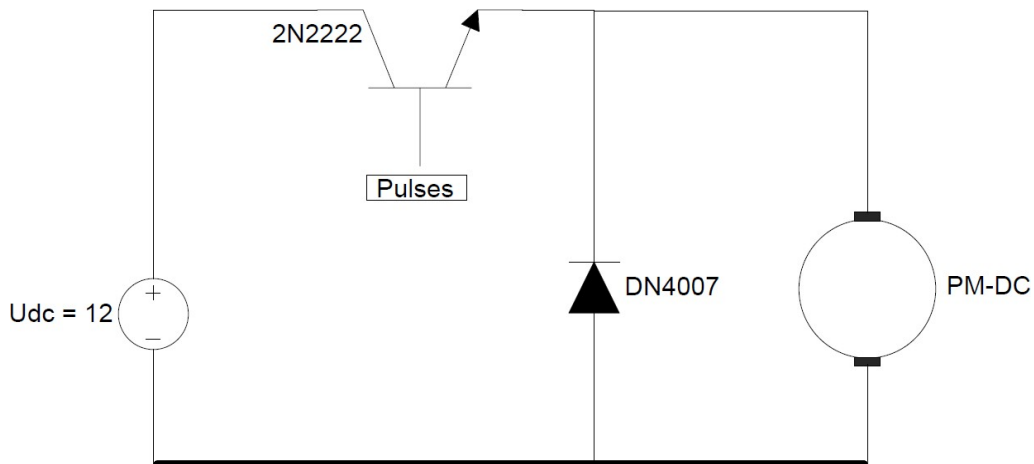 2N2222
Pulses
DN4007
PM-DC
Udc = 12
+
−